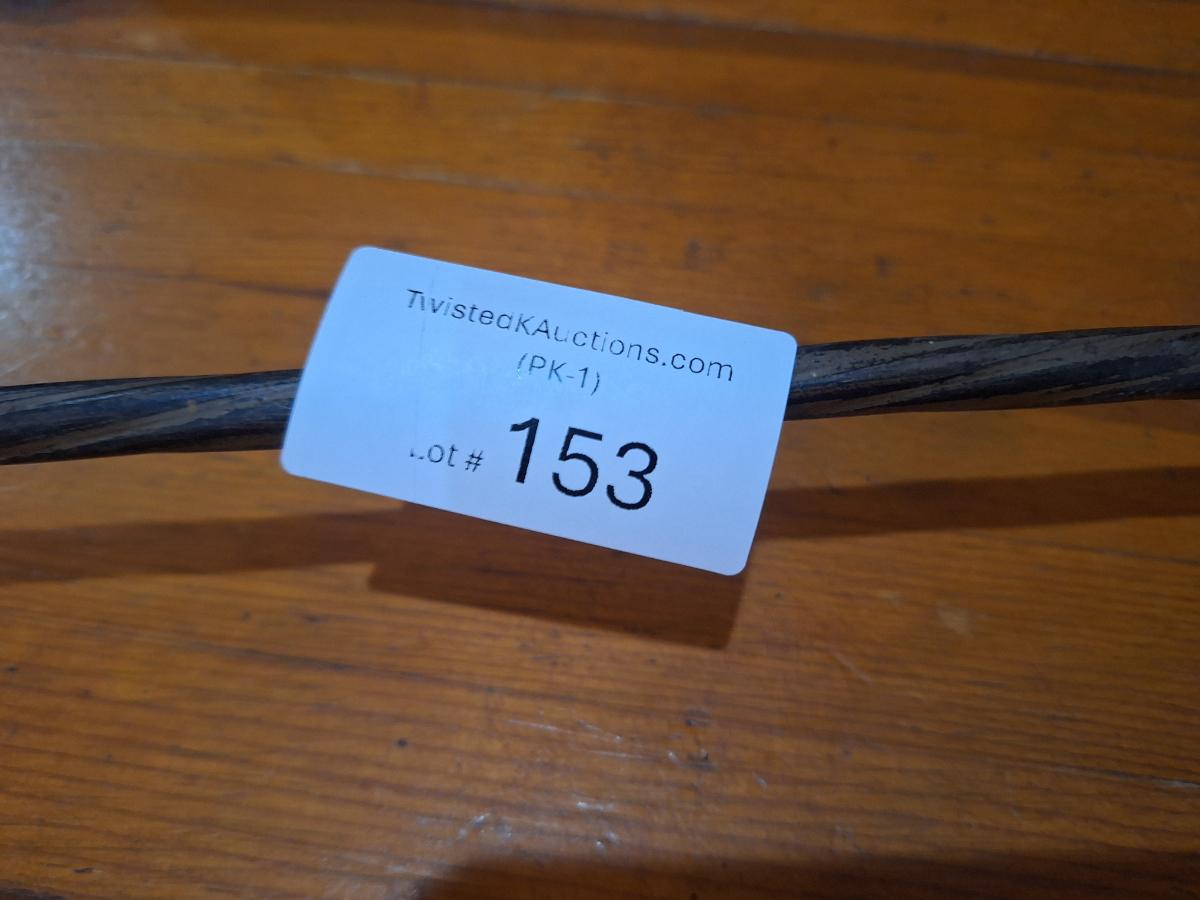 TwistedKAuctions.com
(PK-1)
Lot # 153